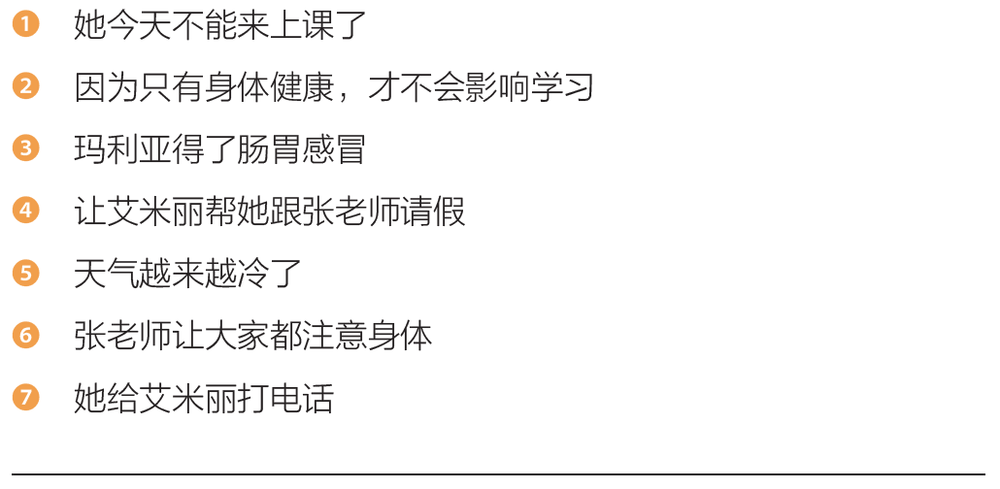 1 她今天不能来上课了
2 因为只有身体健康，才不会影响学习
3 玛利亚得了肠胃感冒
4 让艾米丽帮她跟张老师请假
5 天气越来越冷了
6 张老师让大家都注意身体
7 她给艾米丽打电话